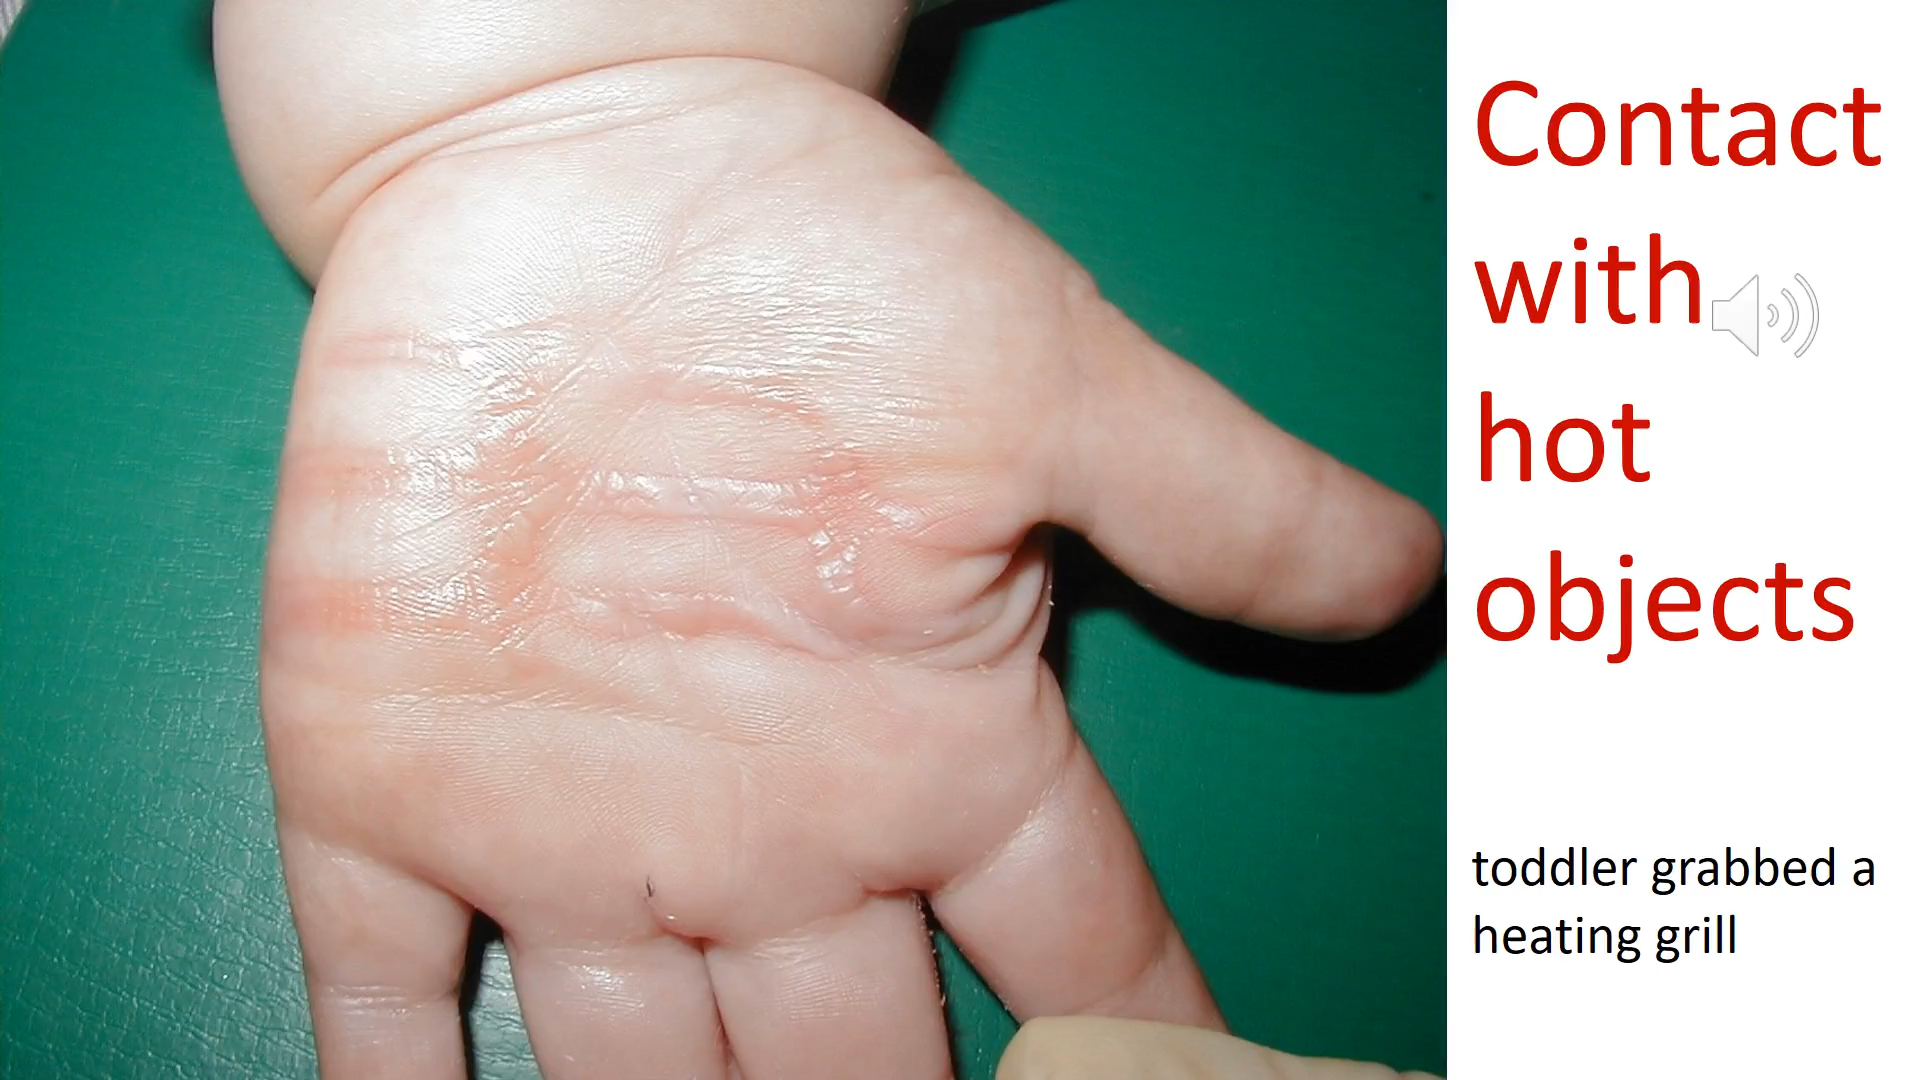 Contact
with
hot
objects
toddler grabbed a
heating grill